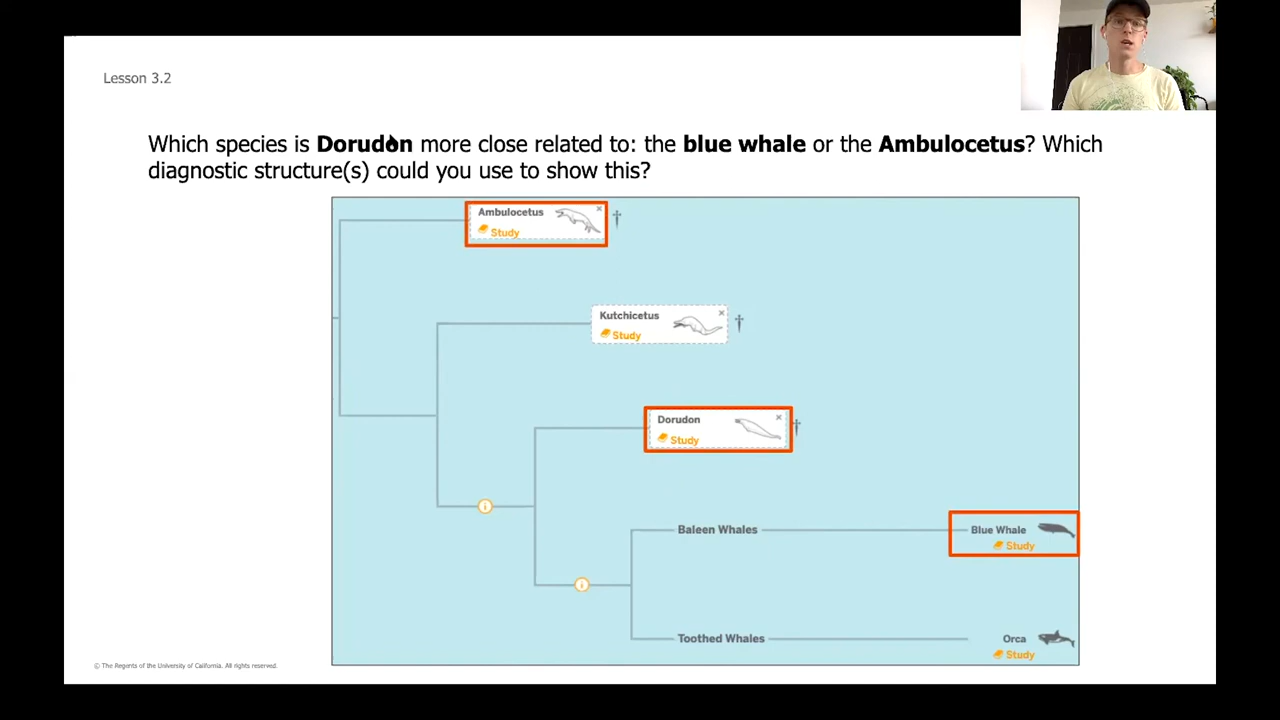 Lesson 3.2
Which species is Dorudon more close related to: the blue whale or the Ambulocetus? Which
diagnostic structure(s) could you use to show this?
Ambulocetus
Study
Kutchicetus
Study
Dorudon
Study
Baleen Whales
Blue Whale
Study
Toothed Whales
Orca
Study
© The Regents of the University of California. All rights reserved.